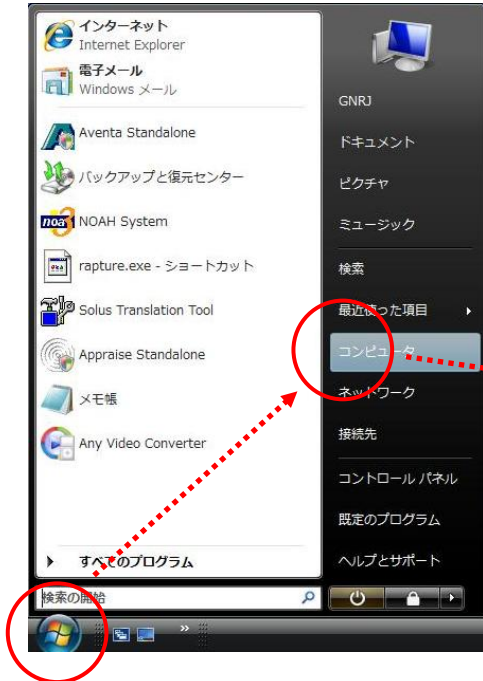 インターネット
Internet Explorer
電子メール
Windows メール
Aventa Standalone
バックアップと復元センター
NOAH System
rapture.exe - ショートカット
Solus Translation Tool
Appraise Standalone
メモ帳
Any Video Converter
すべてのプログラム
検索の開始
GNRJ
ドキュメント
ピクチャ
ミュージック
検索
最近使った項目
コンピュータ
ネットワーク
接続先
コントロール パネル
既定のプログラム
ヘルプとサポート